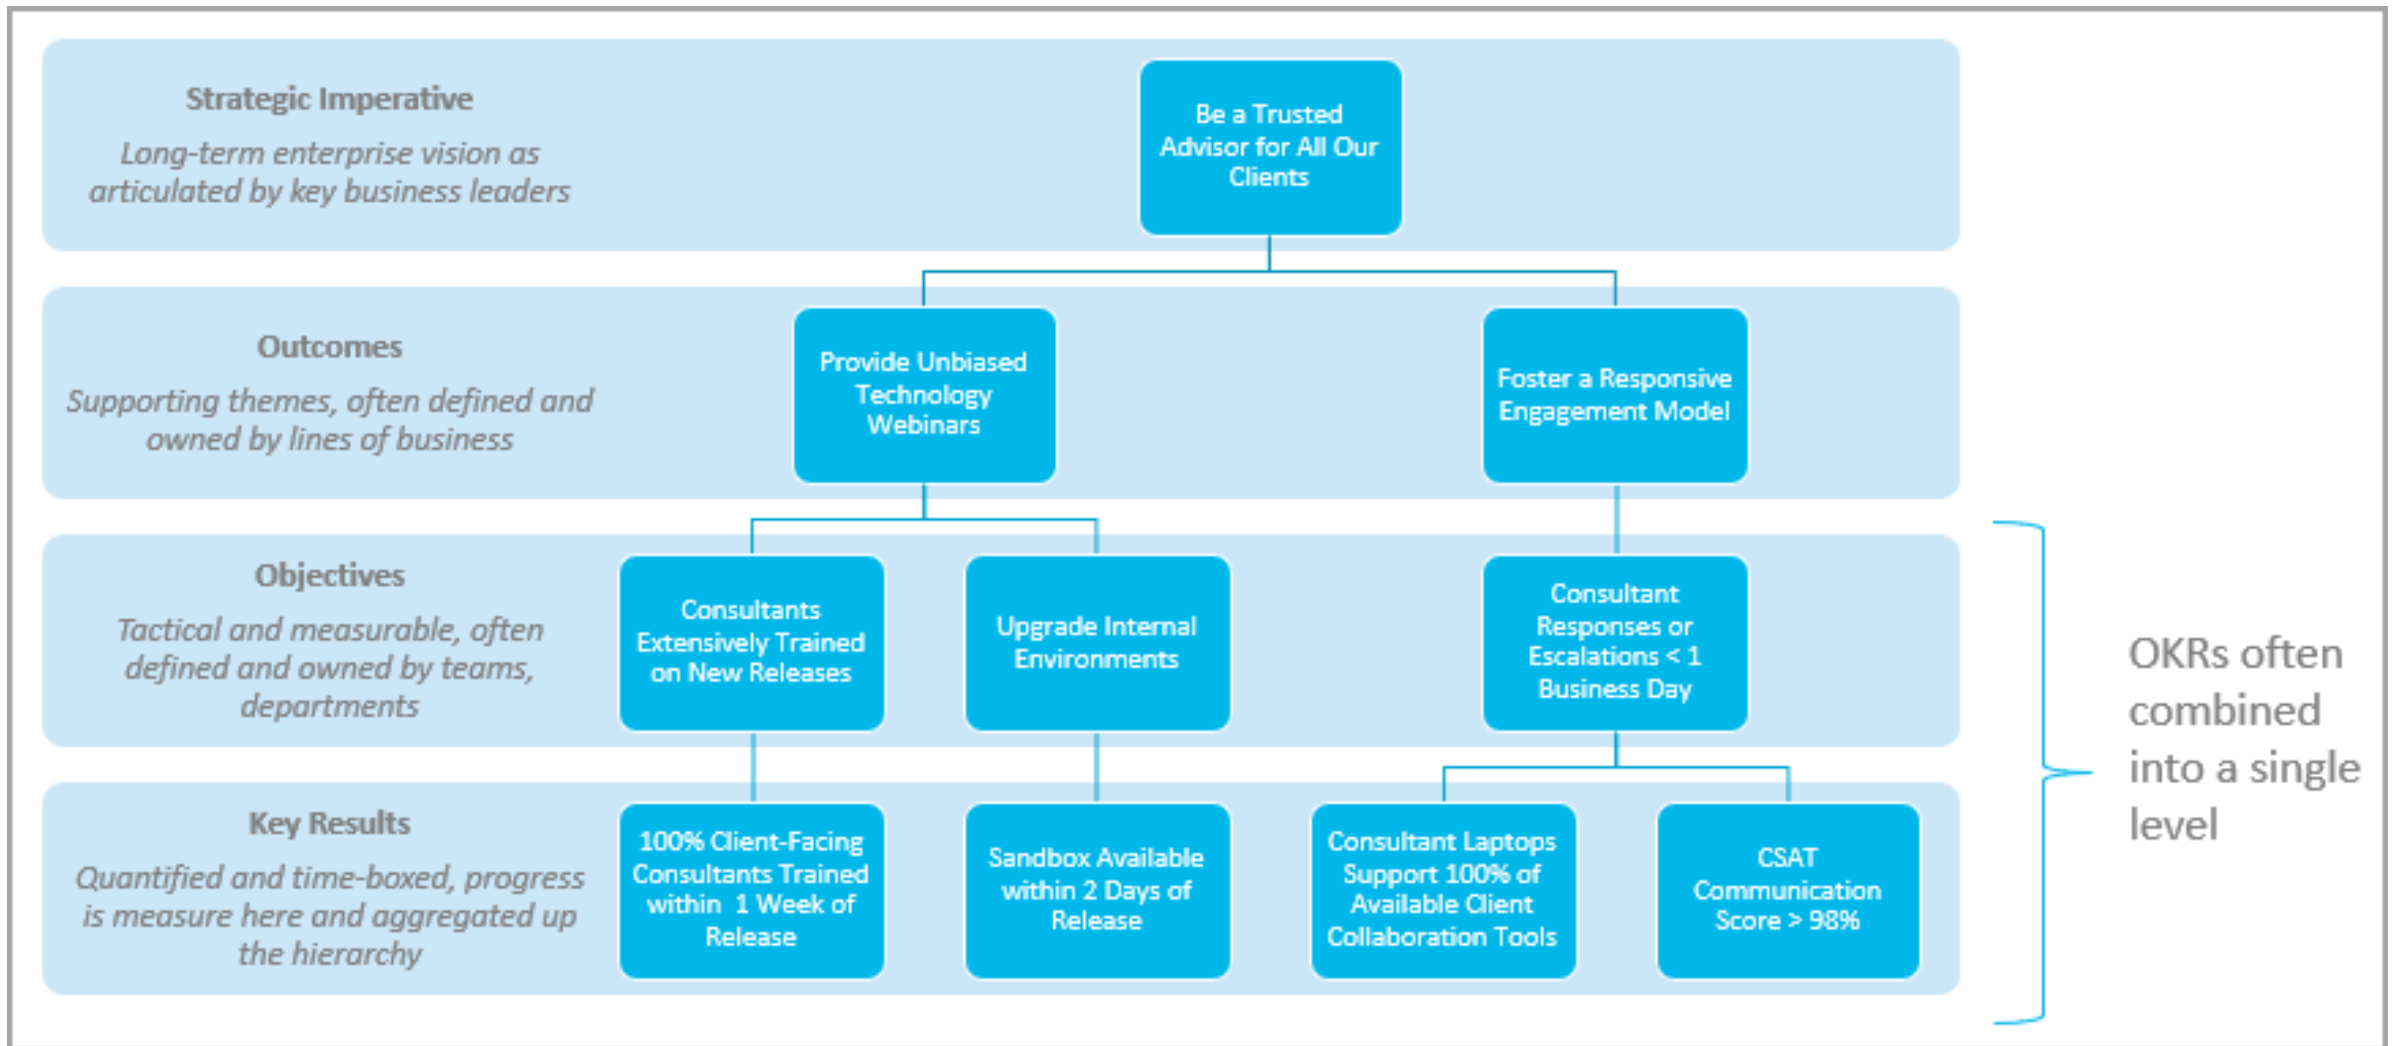 Strategic Imperative
Long-term enterprise vision as
articulated by key business leaders
Be a Trusted
Advisor for All Our
Clients
Outcomes
Supporting themes, often defined and
owned by lines of business
Provide Unbiased
Technology
Webinars
Foster a Responsive
Engagement Model
Objectives
Tactical and measurable, often
defined and owned by teams,
departments
Consultants
Extensively Trained
on New Releases
Upgrade Internal
Environments
Consultant
Responses or
Escalations < 1
Business Day
Key Results
Quantified and time-boxed, progress
is measure here and aggregated up
the hierarchy
100% Client-Facing
Consultants Trained
within 1 Week of
Release
Sandbox Available
within 2 Days of
Release
Consultant Laptops
Support 100% of
Available Client
Collaboration Tools
CSAT
Communication
Score > 98%
OKRs often
combined
into a single
level